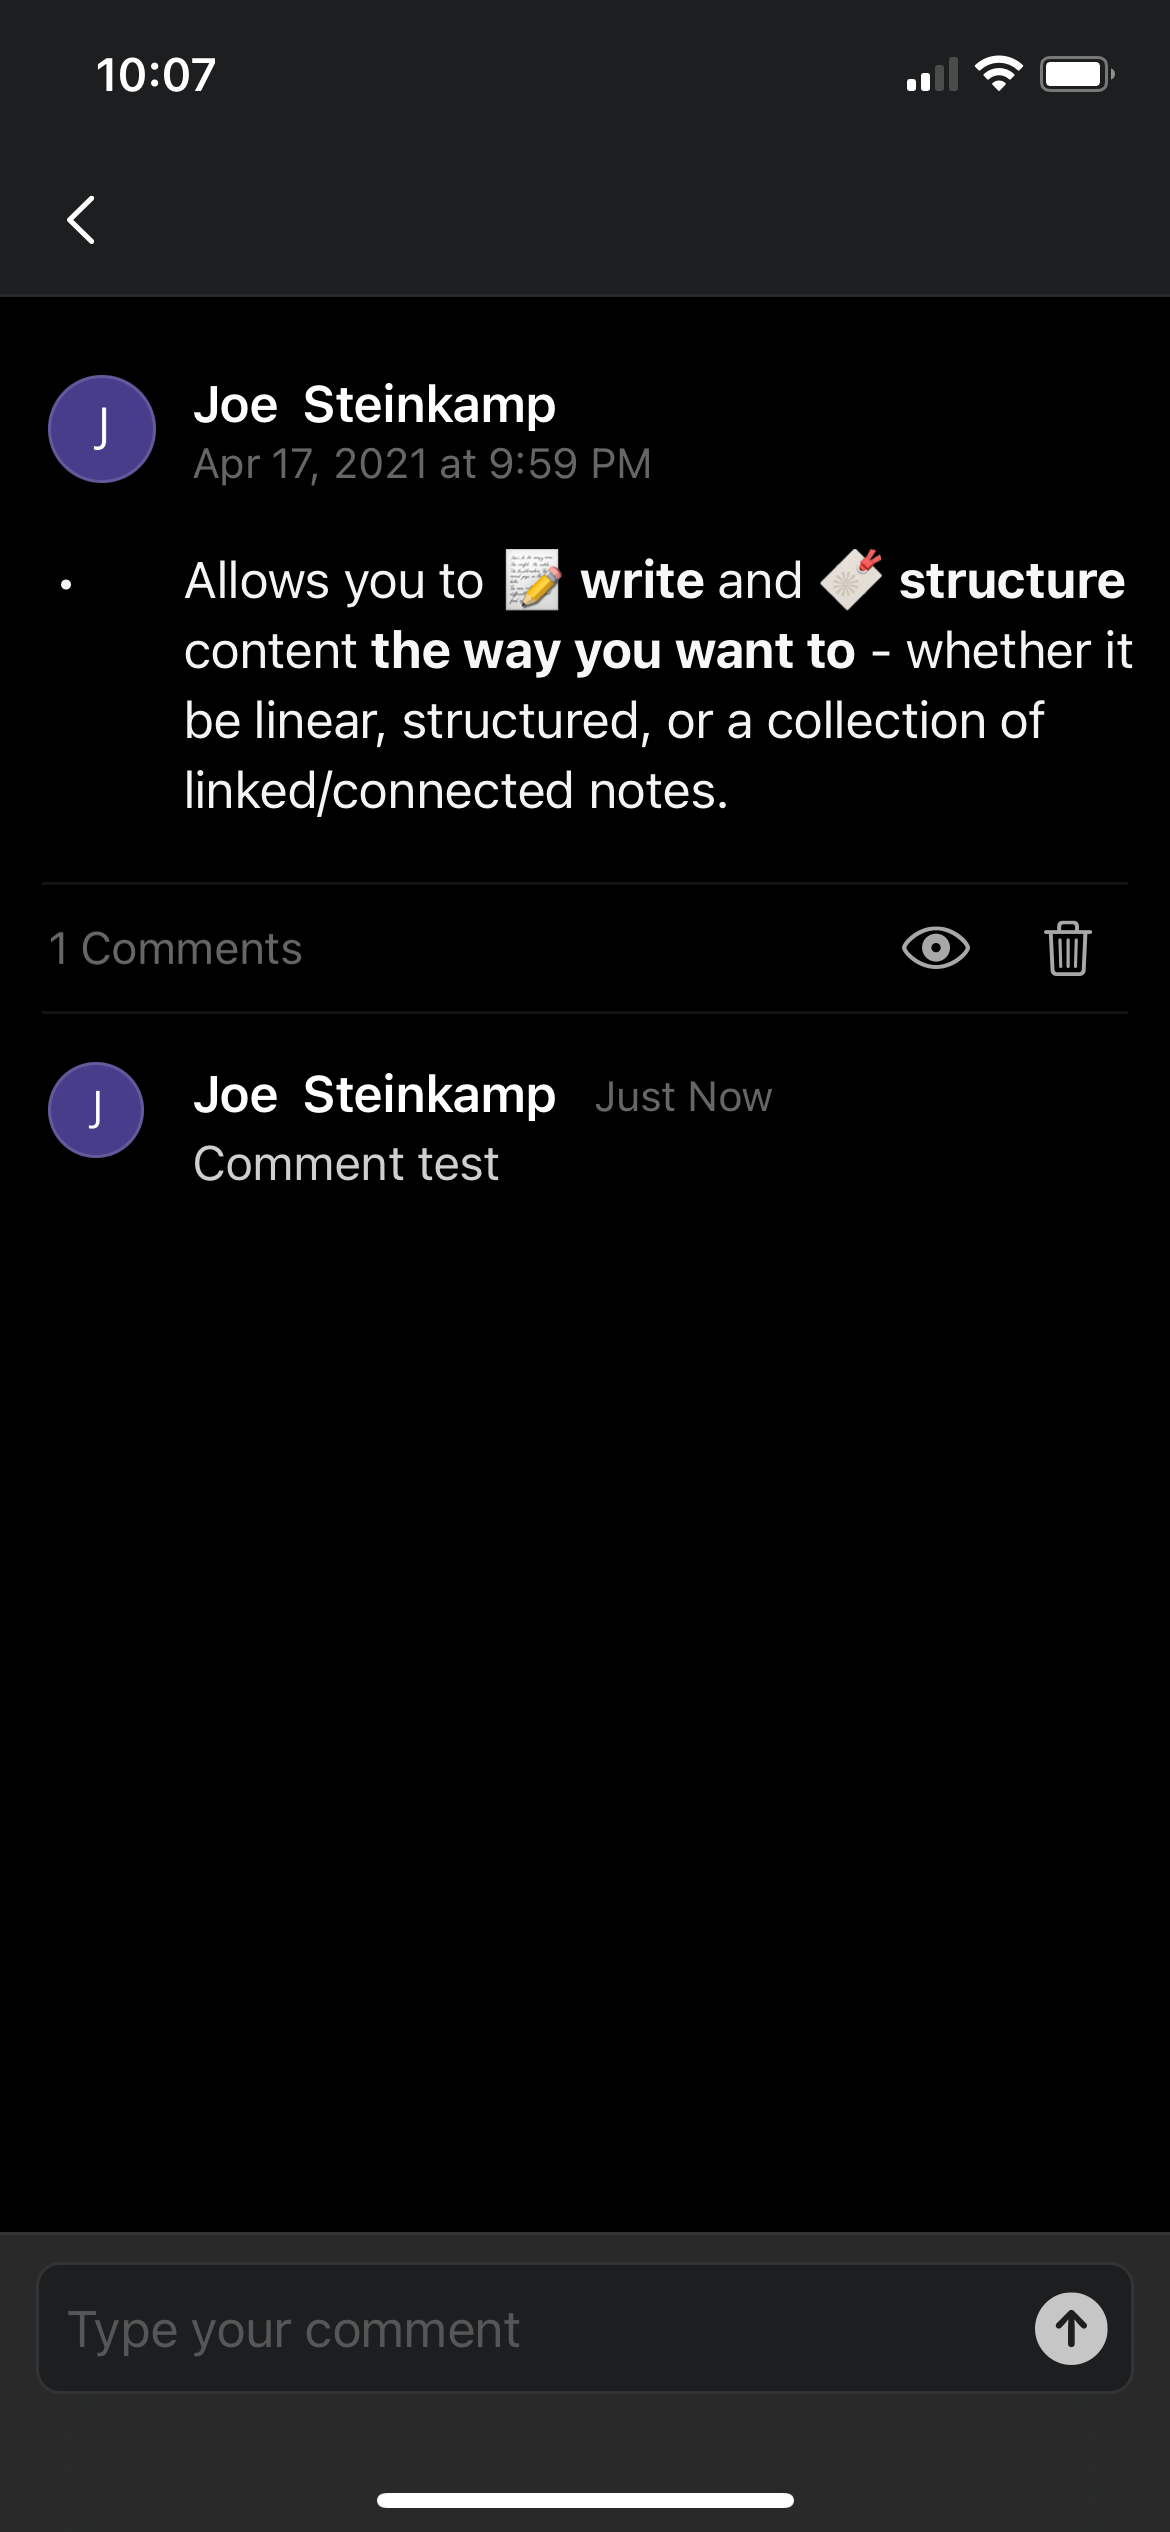 10:07
J
Joe Steinkamp
Apr 17, 2021 at 9:59 PM
• Allows you to 📝 write and 🔖 structure
content the way you want to - whether it
be linear, structured, or a collection of
linked/connected notes.
1 Comments
J
Joe Steinkamp Just Now
Comment test
Type your comment